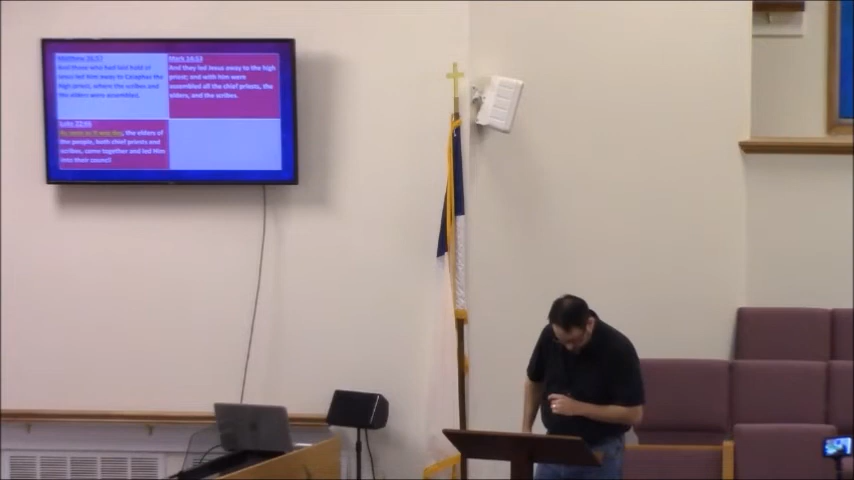 Matthew 26:57
And those who had laid hold of
Jesus led Him away to Caiaphas the
high priest, where the scribes and
the elders were assembled.
Mark 14:53
And they led Jesus away to the high
priest; and with him were
assembled all the chief priests, the
elders, and the scribes.
Luke 22:66
As soon as it was day, the elders of
the people, both chief priests and
scribes, came together and led Him
into their council